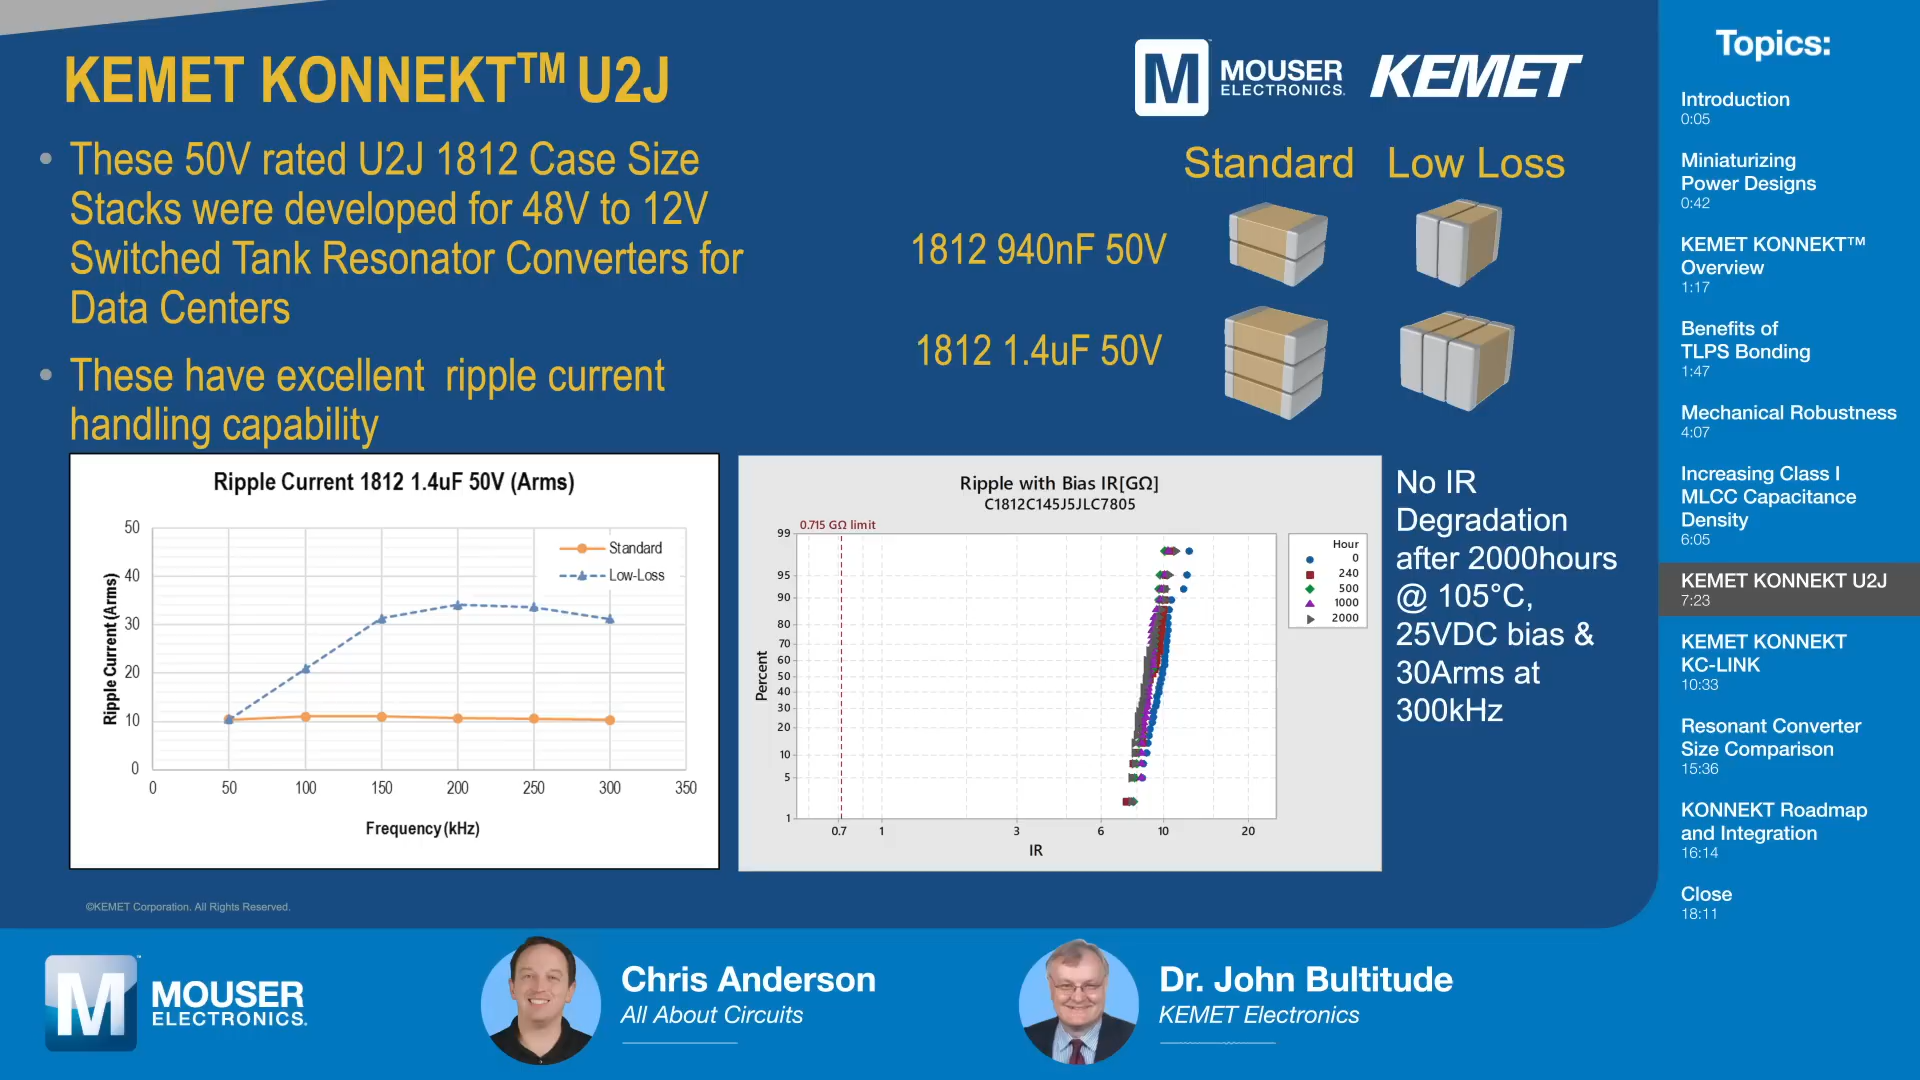 KEMET KONNEKT™ U2J
• These 50V rated U2J 1812 Case Size
Stacks were developed for 48V to 12V
Switched Tank Resonator Converters for
Data Centers
• These have excellent ripple current
handling capability
M MOUSER
ELECTRONICS.
KEMET
Standard Low Loss
1812 940nF 50V
1812 1.4uF 50V
Ripple Current 1812 1.4uF 50V (Arms)
Ripple Current (Arms)
50
40
30
20
10
0
Standard
Low-Loss
0 50 100 150 200 250 300 350
Frequency (kHz)
Ripple with Bias IR[GΩ]
C1812C145J5JLC7805
0.715 GΩ limit
Percent
99
95
90
80
70
60
50
40
30
20
10
5
1
Hour
0
240
500
1000
2000
0.7 1 3 6 10 20
IR
No IR
Degradation
after 2000hours
@ 105°C,
25VDC bias &
30Arms at
300kHz
©KEMET Corporation. All Rights Reserved.
Topics:
Introduction
0:05
Miniaturizing
Power Designs
0:42
KEMET KONNEKT™
Overview
1:17
Benefits of
TLPS Bonding
1:47
Mechanical Robustness
4:07
Increasing Class I
MLCC Capacitance
Density
6:05
KEMET KONNEKT U2J
7:23
KEMET KONNEKT
KC-LINK
10:33
Resonant Converter
Size Comparison
15:36
KONNEKT Roadmap
and Integration
16:14
Close
18:11
M MOUSER
ELECTRONICS.
Chris Anderson
All About Circuits
Dr. John Bultitude
KEMET Electronics